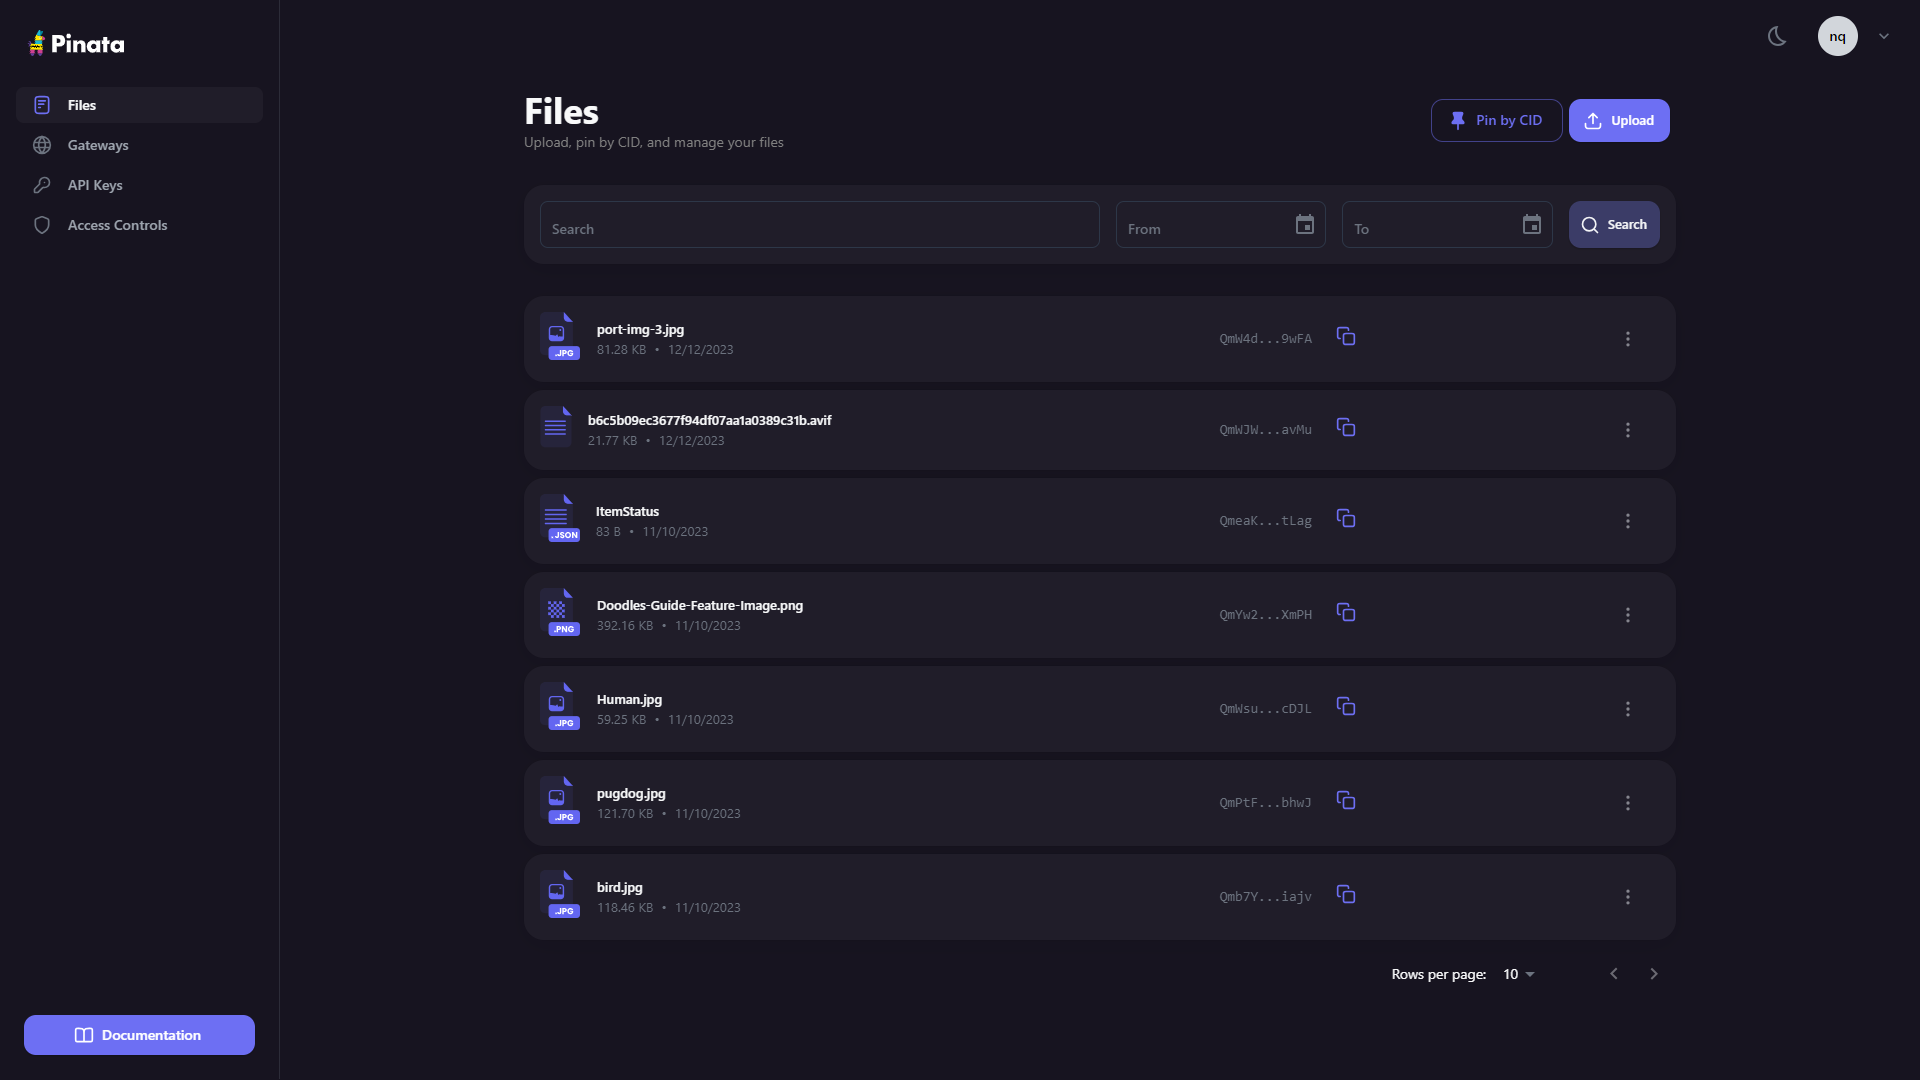 Pinata
Files
Gateways
API Keys
Access Controls
Documentation
nq
Files
Upload, pin by CID, and manage your files
Pin by CID
Upload
Search
From
To
Search
.JPG
port-img-3.jpg
81.28 KB • 12/12/2023
QmW4d...9wFA
b6c5b09ec3677f94df07aa1a0389c31b.avif
21.77 KB • 12/12/2023
QmWJW...avMu
.JSON
ItemStatus
83 B • 11/10/2023
QmeaK...tLag
.PNG
Doodles-Guide-Feature-Image.png
392.16 KB • 11/10/2023
QmYw2...XmPH
.JPG
Human.jpg
59.25 KB • 11/10/2023
QmWsu...cDJL
.JPG
pugdog.jpg
121.70 KB • 11/10/2023
QmPtF...bhwJ
.JPG
bird.jpg
118.46 KB • 11/10/2023
Qmb7Y...iajv
Rows per page: 10